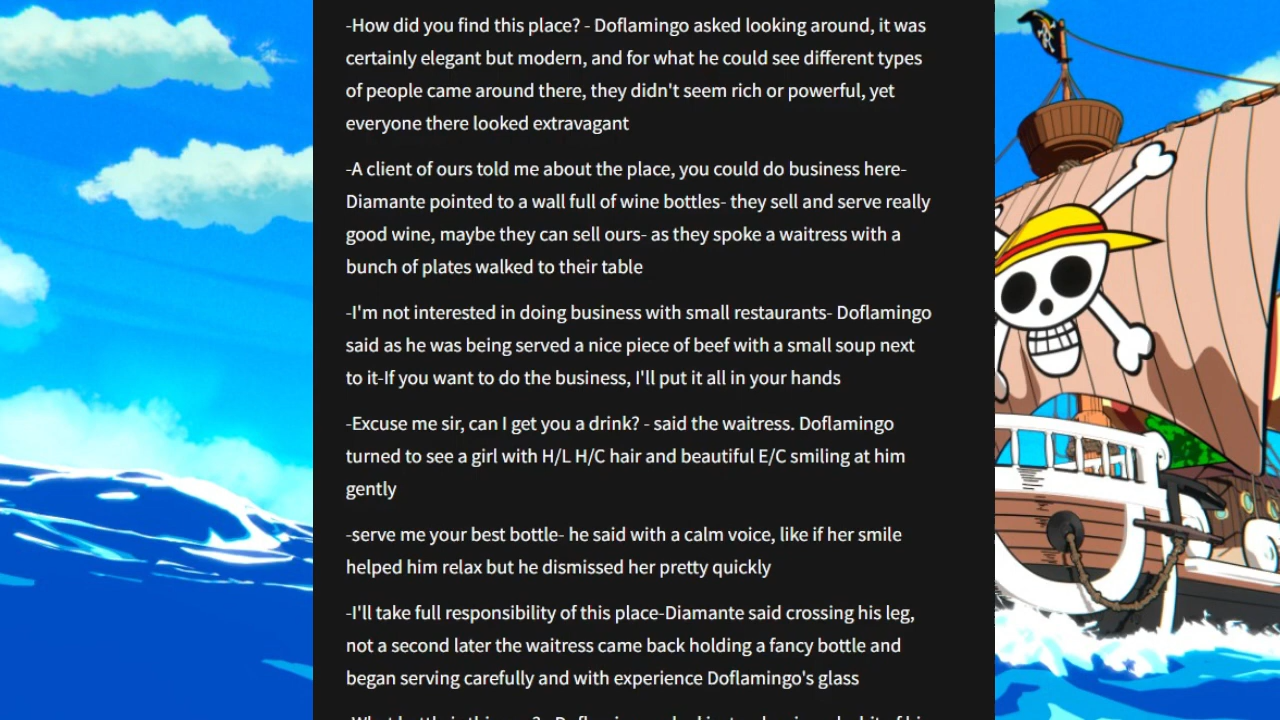 -How did you find this place? - Doflamingo asked looking around, it was
certainly elegant but modern, and for what he could see different types
of people came around there, they didn't seem rich or powerful, yet
everyone there looked extravagant
-A client of ours told me about the place, you could do business here-
Diamante pointed to a wall full of wine bottles- they sell and serve really
good wine, maybe they can sell ours- as they spoke a waitress with a
bunch of plates walked to their table
-I'm not interested in doing business with small restaurants- Doflamingo
said as he was being served a nice piece of beef with a small soup next
to it-If you want to do the business, I'll put it all in your hands
-Excuse me sir, can I get you a drink? - said the waitress. Doflamingo
turned to see a girl with H/L H/C hair and beautiful E/C smiling at him
gently
-serve me your best bottle- he said with a calm voice, like if her smile
helped him relax but he dismissed her pretty quickly
-I'll take full responsibility of this place-Diamante said crossing his leg,
not a second later the waitress came back holding a fancy bottle and
began serving carefully and with experience Doflamingo's glass